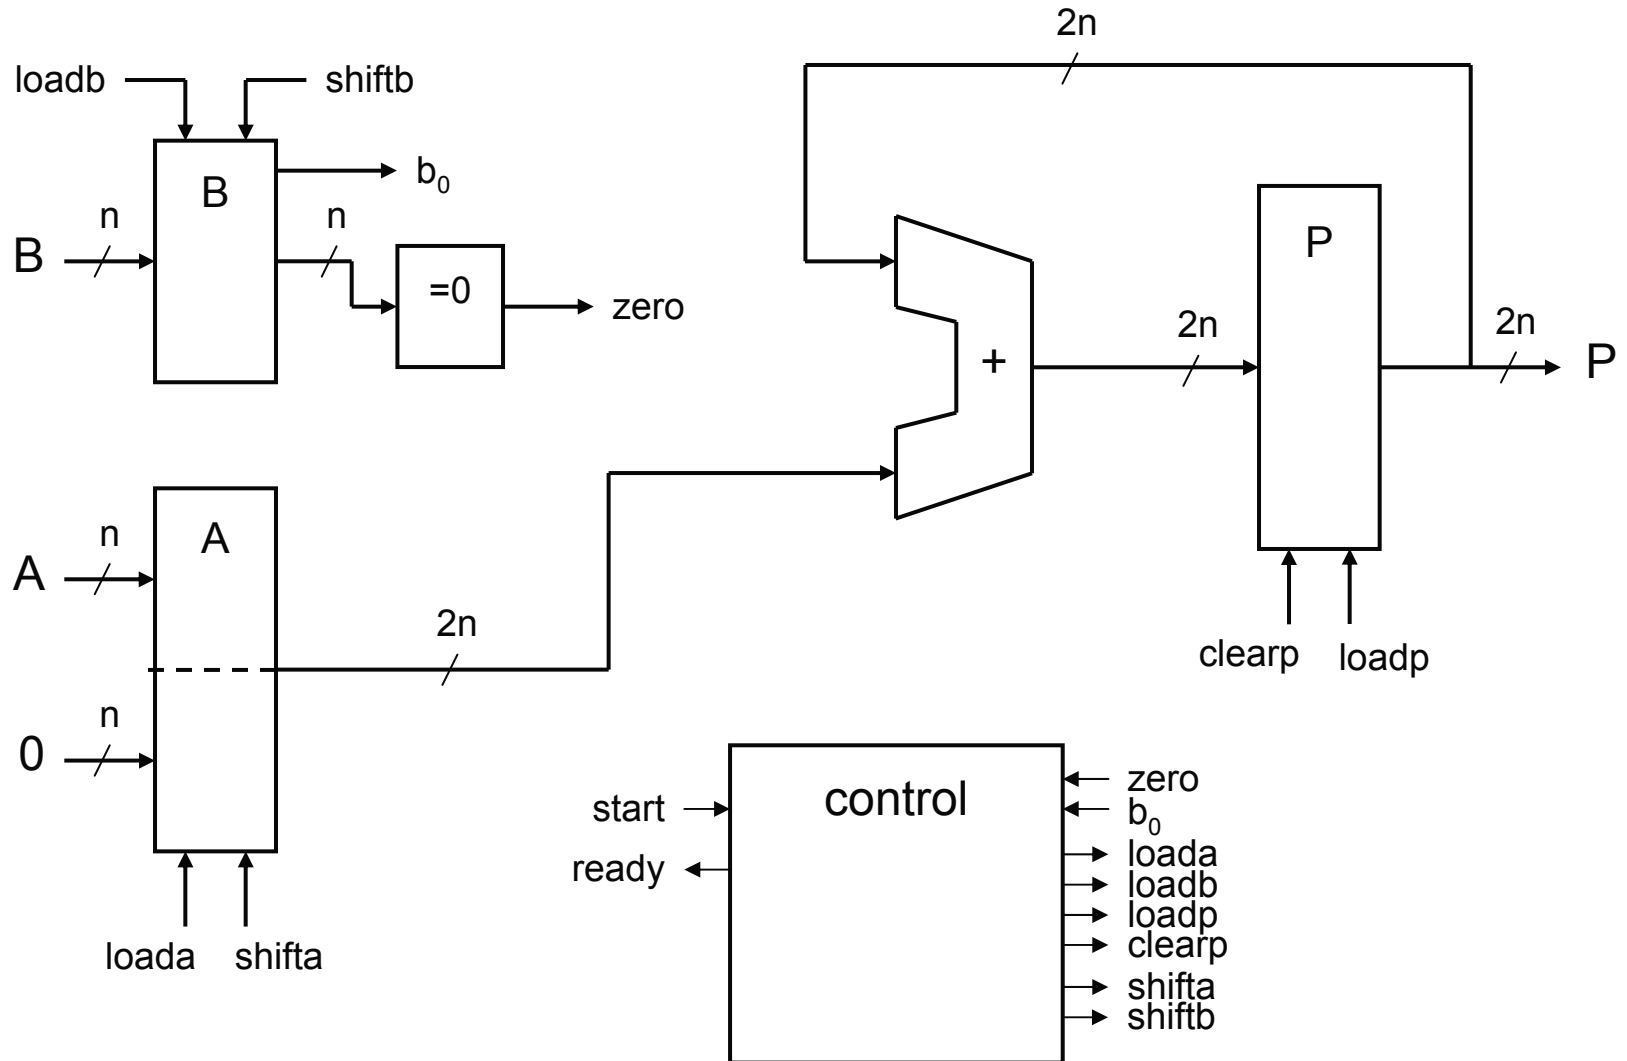 2n
loadb
shiftb
b₀
B
n
n
B
=0
zero
P
2n
2n
P
+
A
n
A
2n
n
0
clearp
loadp
loada
shifta
control
start
ready
zero
b₀
loada
loadb
loadp
clearp
shifta
shiftb